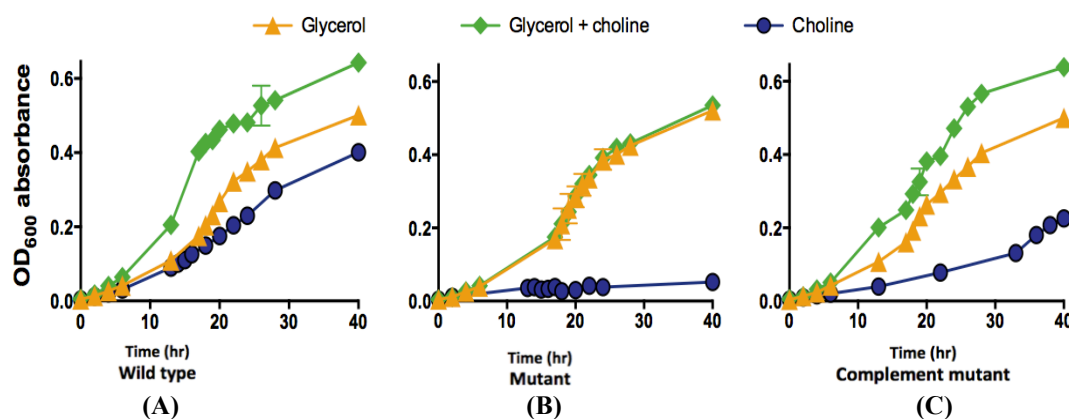 Glycerol Glycerol + choline Choline
OD600 absorbance
0.6 0.6 0.6
0.4 0.4 0.4
0.2 0.2 0.2
0.0 0.0 0.0
0 10 20 30 40 0 10 20 30 40 0 10 20 30 40
Time (hr) Time (hr) Time (hr)
Wild type Mutant Complement mutant
(A) (B) (C)